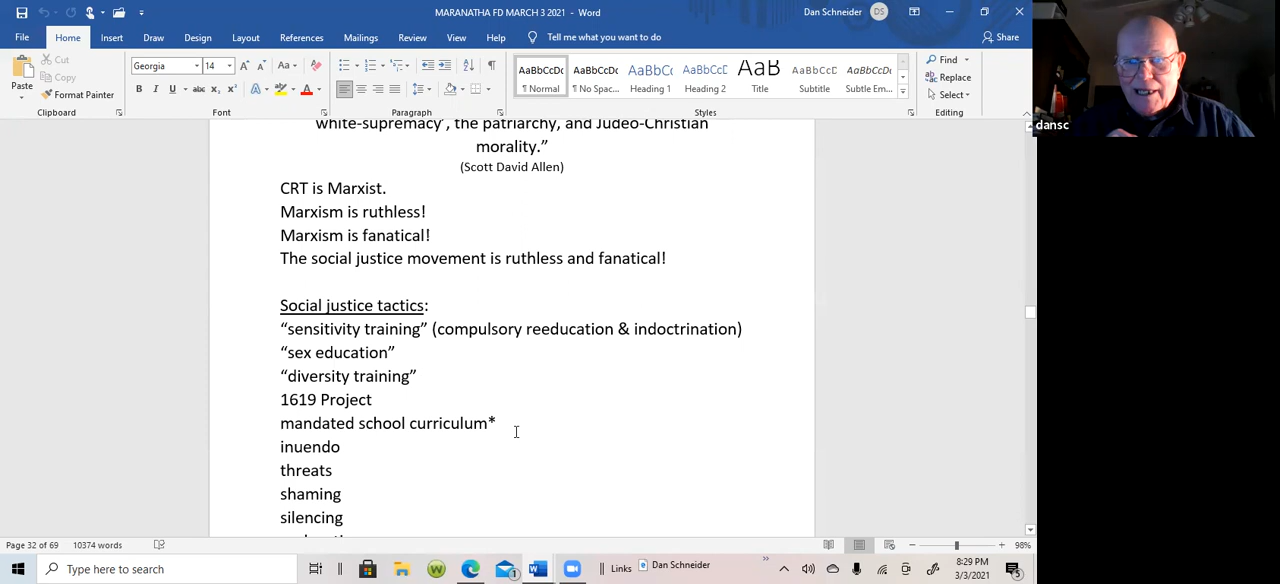 MARANATHA FD MARCH 3 2021 - Word
Dan Schneider
DS
File
Home
Insert
Draw
Design
Layout
References
Mailings
Review
View
Help
Tell me what you want to do
Share
Paste
Cut
Copy
Format Painter
Clipboard
Georgia
14
Font
Paragraph
AaBbCcDc
¶ Normal
AaBbCcDc
¶ No Spac...
AaBbCc
Heading 1
AaBbCcD
Heading 2
AaB
Title
AaBbCcD
Subtitle
AaBbCcDc
Subtle Em...
Styles
Find
Replace
Select
Editing
dansc
white-supremacy’, the patriarchy, and Judeo-Christian
morality.”
(Scott David Allen)
CRT is Marxist.
Marxism is ruthless!
Marxism is fanatical!
The social justice movement is ruthless and fanatical!
Social justice tactics:
“sensitivity training” (compulsory reeducation & indoctrination)
“sex education”
“diversity training”
1619 Project
mandated school curriculum*
inuendo
threats
shaming
silencing
Page 32 of 69
10374 words
98%
Type here to search
Links
Dan Schneider
8:29 PM
3/3/2021